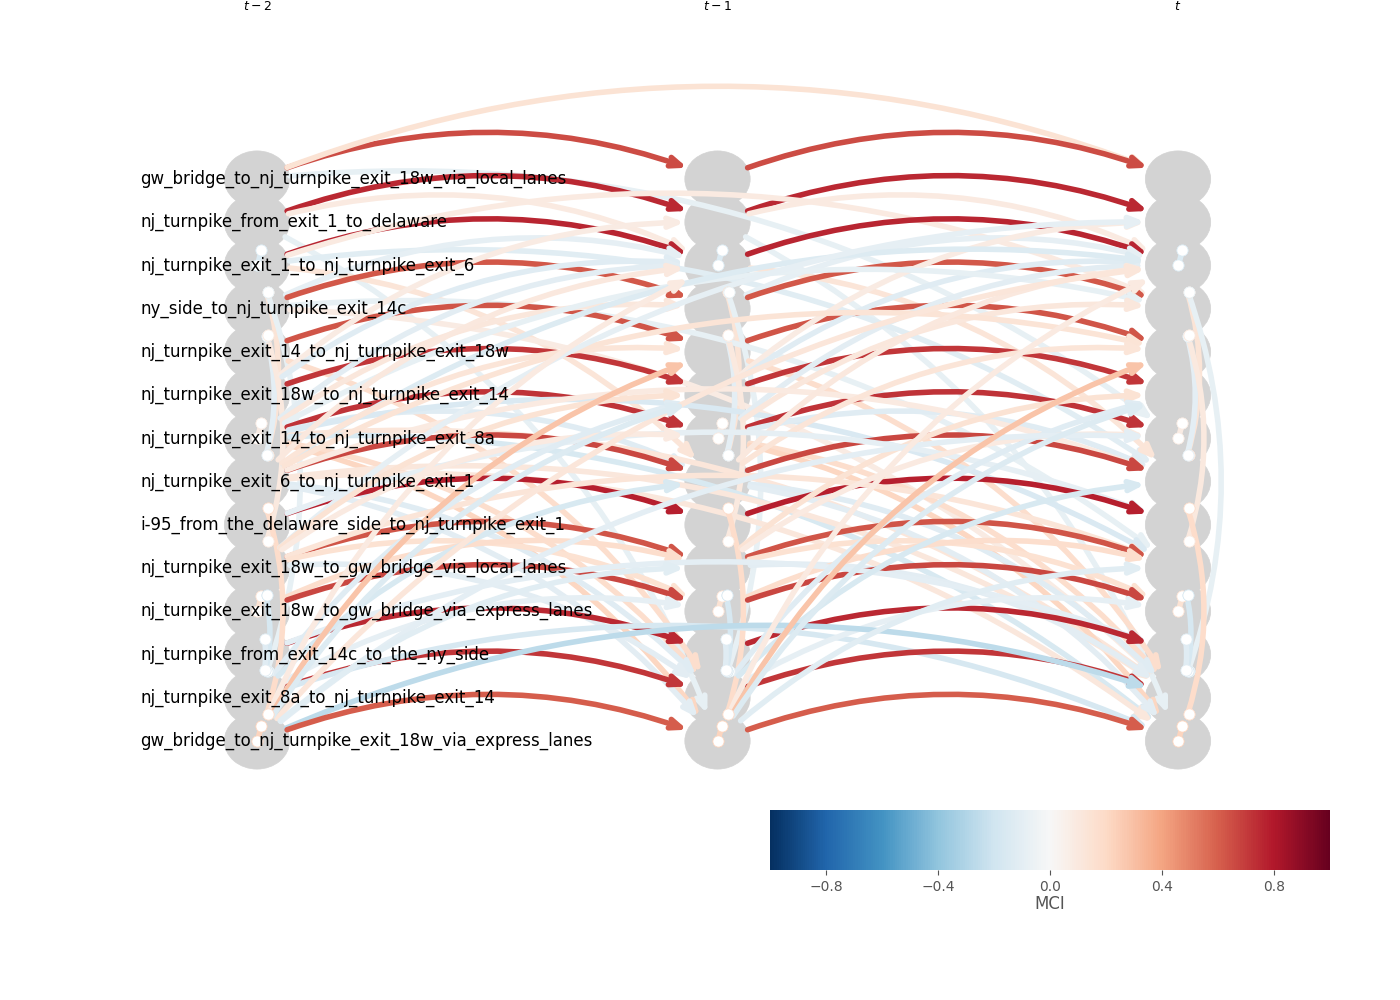 t − 2
t − 1
t
gw_bridge_to_nj_turnpike_exit_18w_via_local_lanes
nj_turnpike_from_exit_1_to_delaware
nj_turnpike_exit_1_to_nj_turnpike_exit_6
ny_side_to_nj_turnpike_exit_14c
nj_turnpike_exit_14_to_nj_turnpike_exit_18w
nj_turnpike_exit_18w_to_nj_turnpike_exit_14
nj_turnpike_exit_14_to_nj_turnpike_exit_8a
nj_turnpike_exit_6_to_nj_turnpike_exit_1
i-95_from_the_delaware_side_to_nj_turnpike_exit_1
nj_turnpike_exit_18w_to_gw_bridge_via_local_lanes
nj_turnpike_exit_18w_to_gw_bridge_via_express_lanes
nj_turnpike_from_exit_14c_to_the_ny_side
nj_turnpike_exit_8a_to_nj_turnpike_exit_14
gw_bridge_to_nj_turnpike_exit_18w_via_express_lanes
−0.8 −0.4 0.0 0.4 0.8
MCI